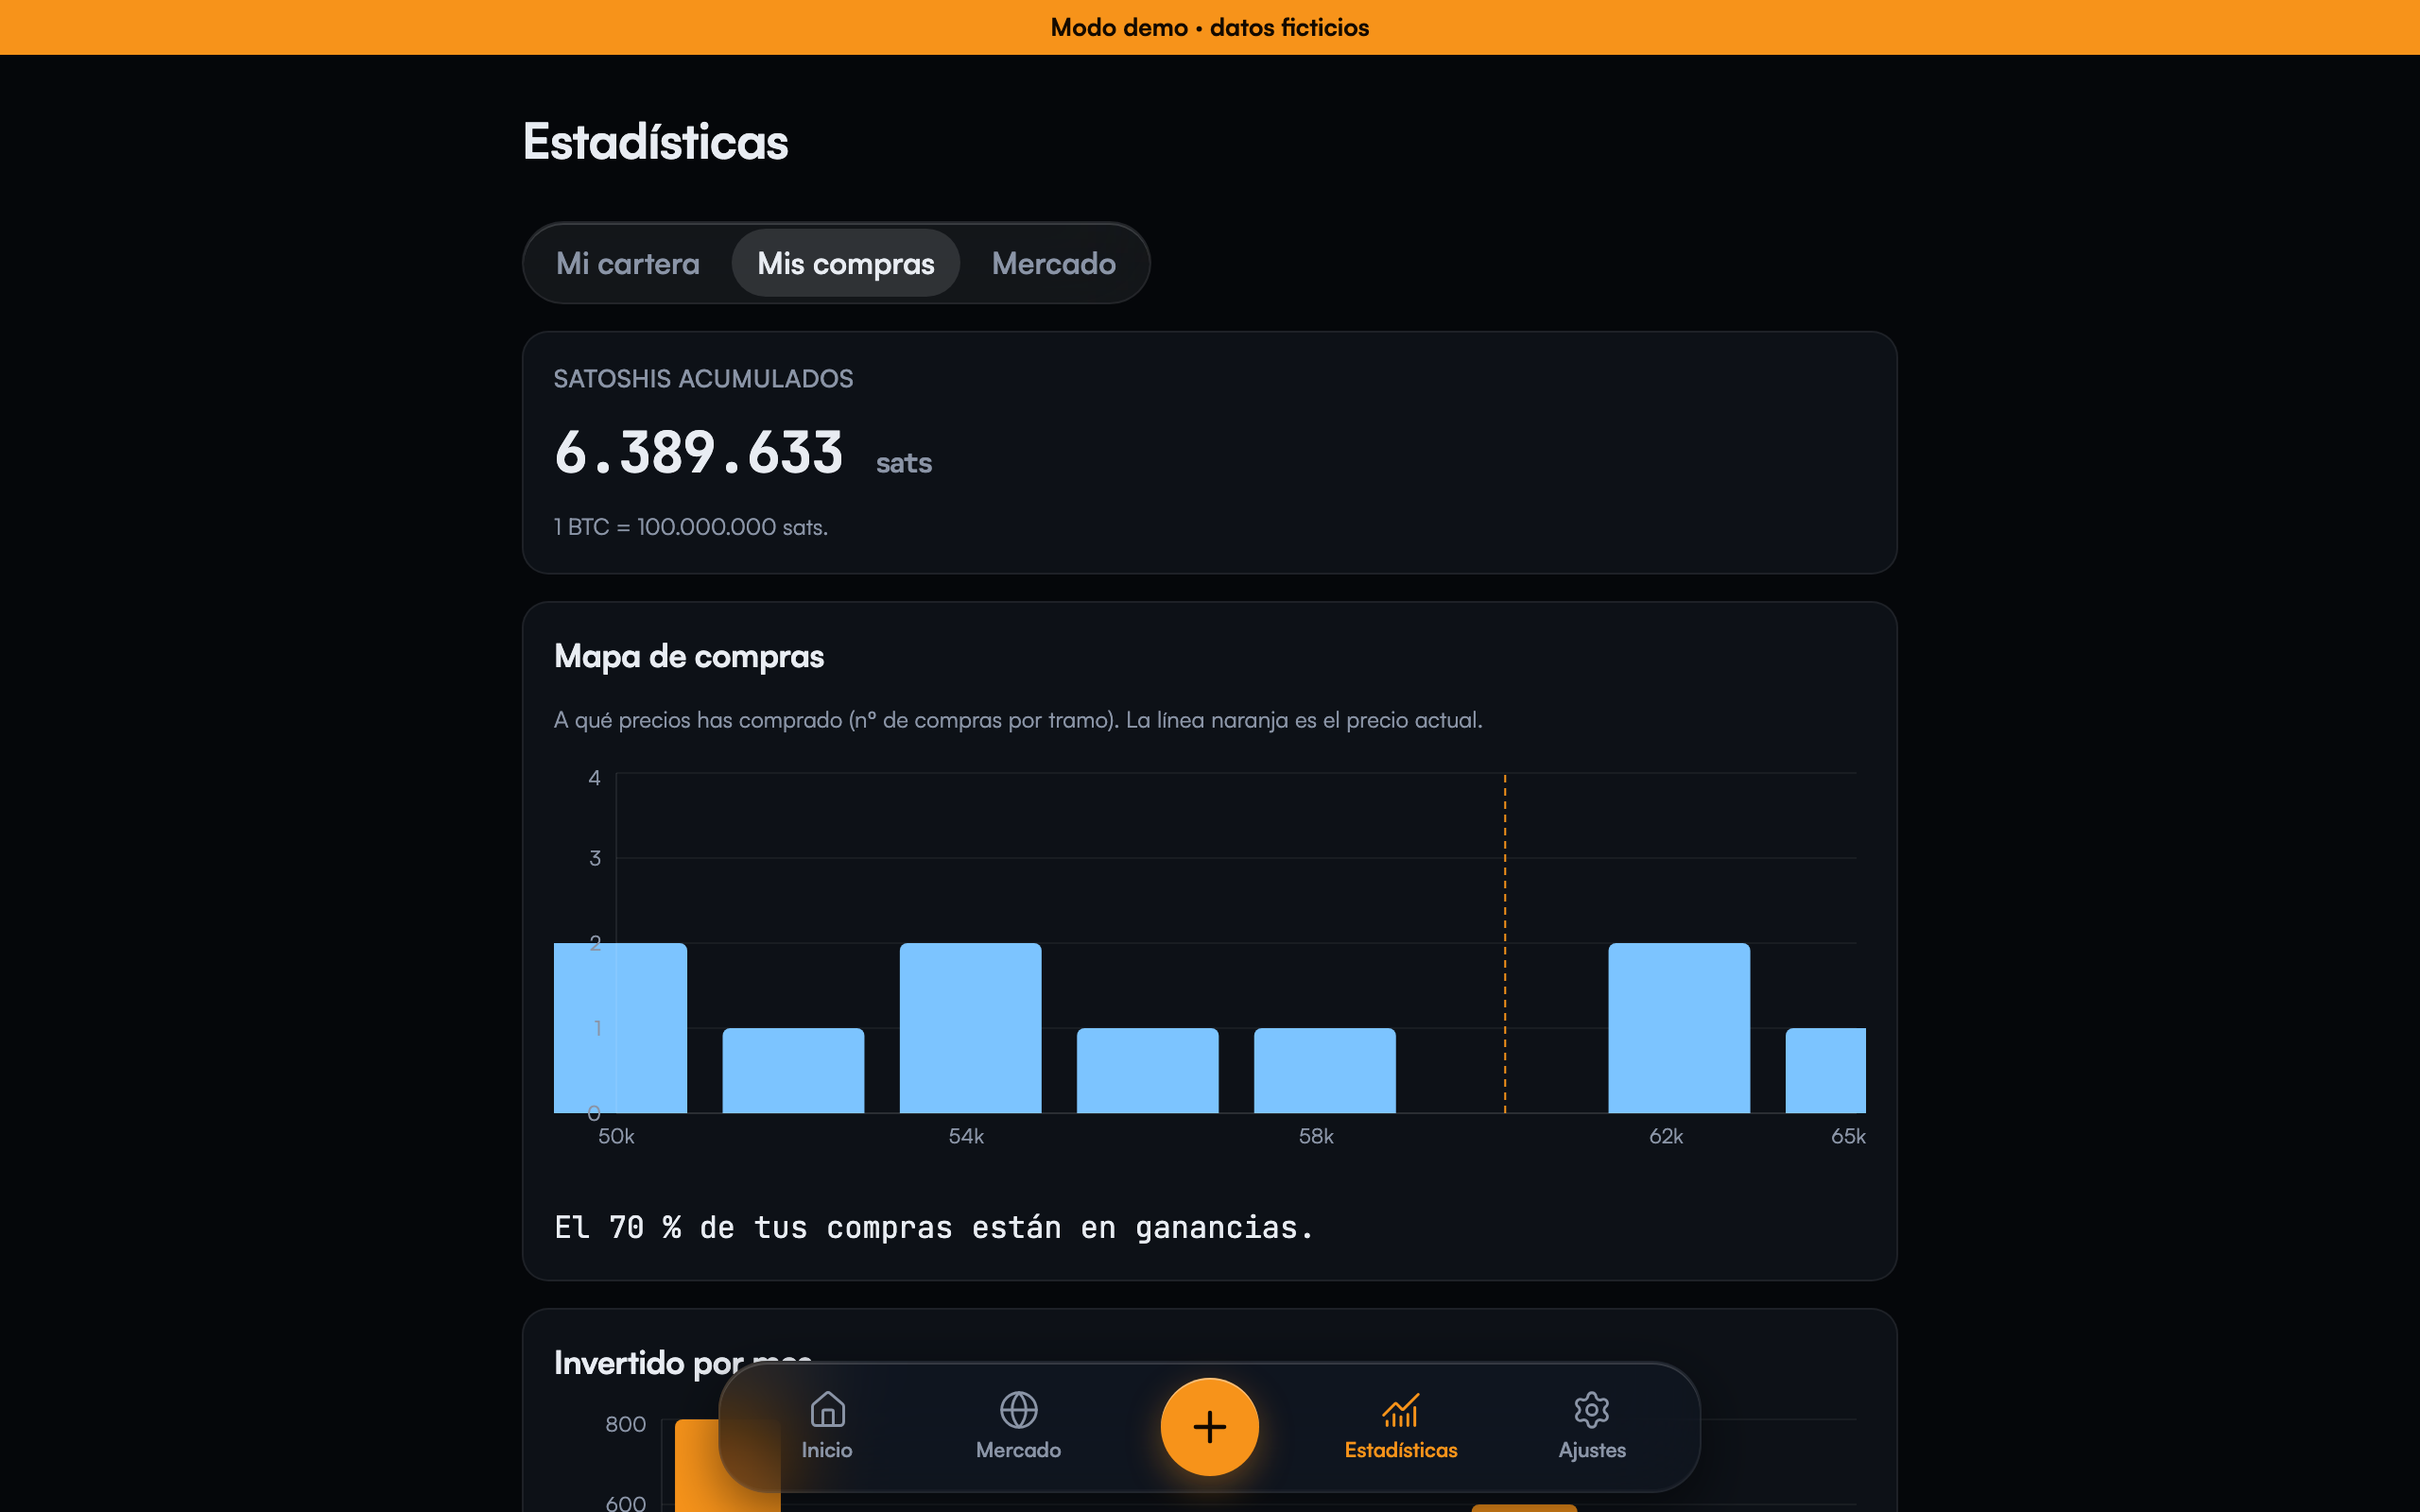 Modo demo · datos ficticios
Estadísticas
Mi cartera Mis compras Mercado
SATOSHIS ACUMULADOS
6.389.633 sats
1 BTC = 100.000.000 sats.
Mapa de compras
A qué precios has comprado (nº de compras por tramo). La línea naranja es el precio actual.
4
3
2
1
0
50k 54k 58k 62k 65k
El 70 % de tus compras están en ganancias.
Invertido por mes
800
600
Inicio Mercado + Estadísticas Ajustes